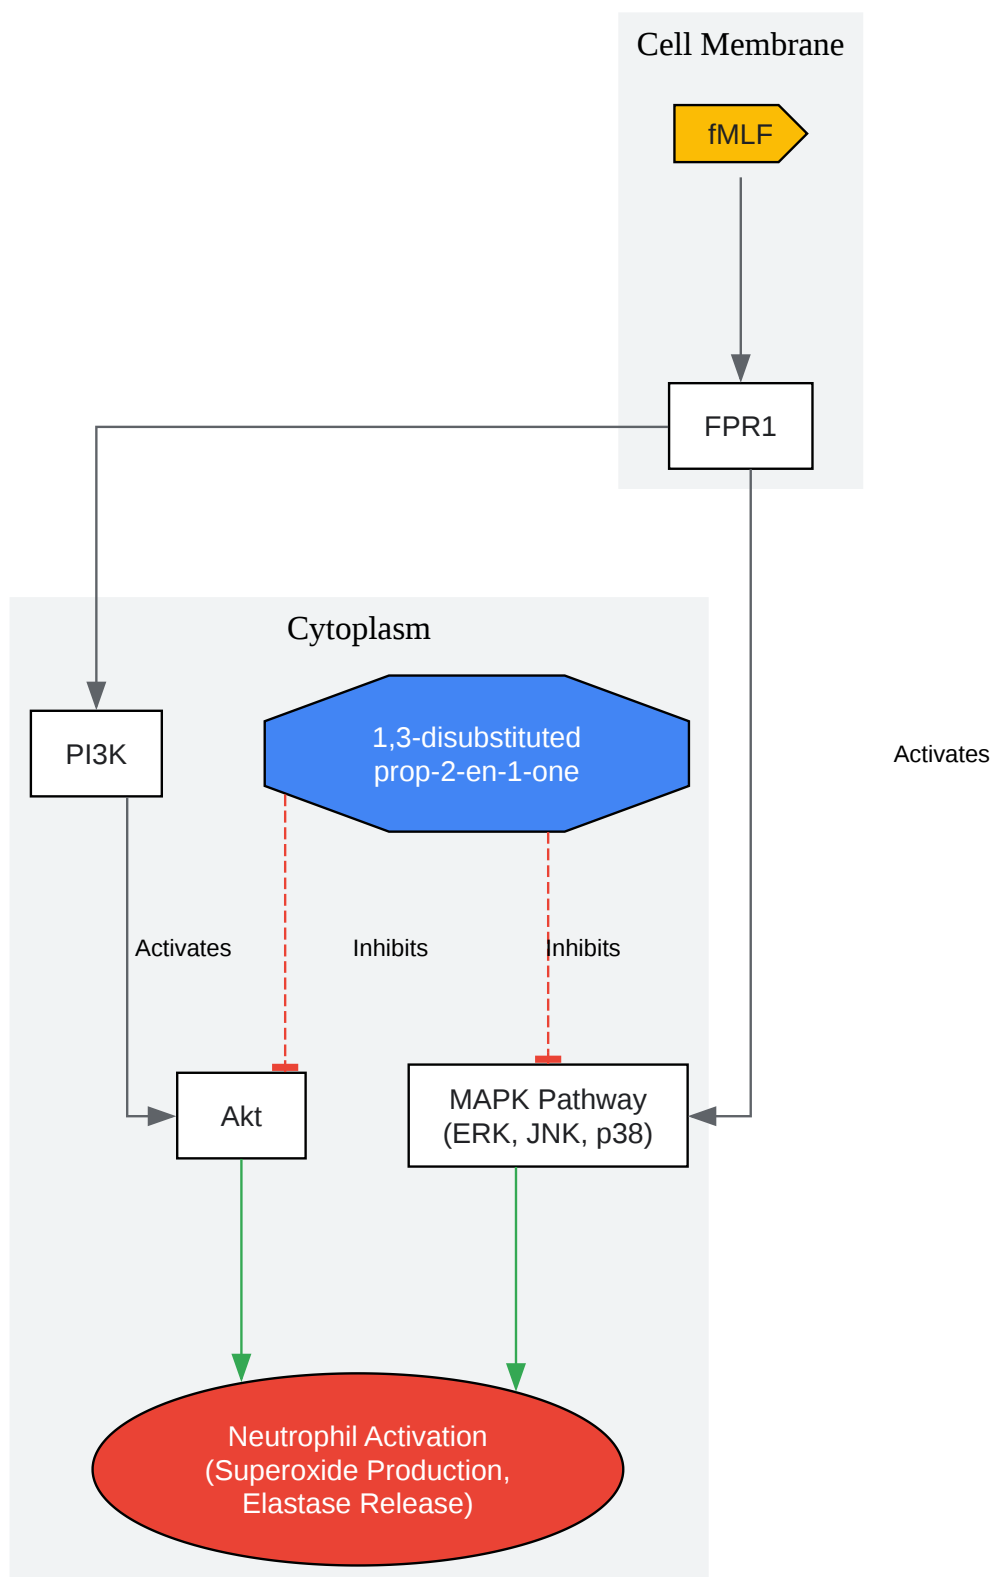 Cell Membrane
fMLF
FPR1
Cytoplasm
PI3K
1,3-disubstituted
prop-2-en-1-one
Activates
Activates
Inhibits
Inhibits
Akt
MAPK Pathway
(ERK, JNK, p38)
Neutrophil Activation
(Superoxide Production,
Elastase Release)